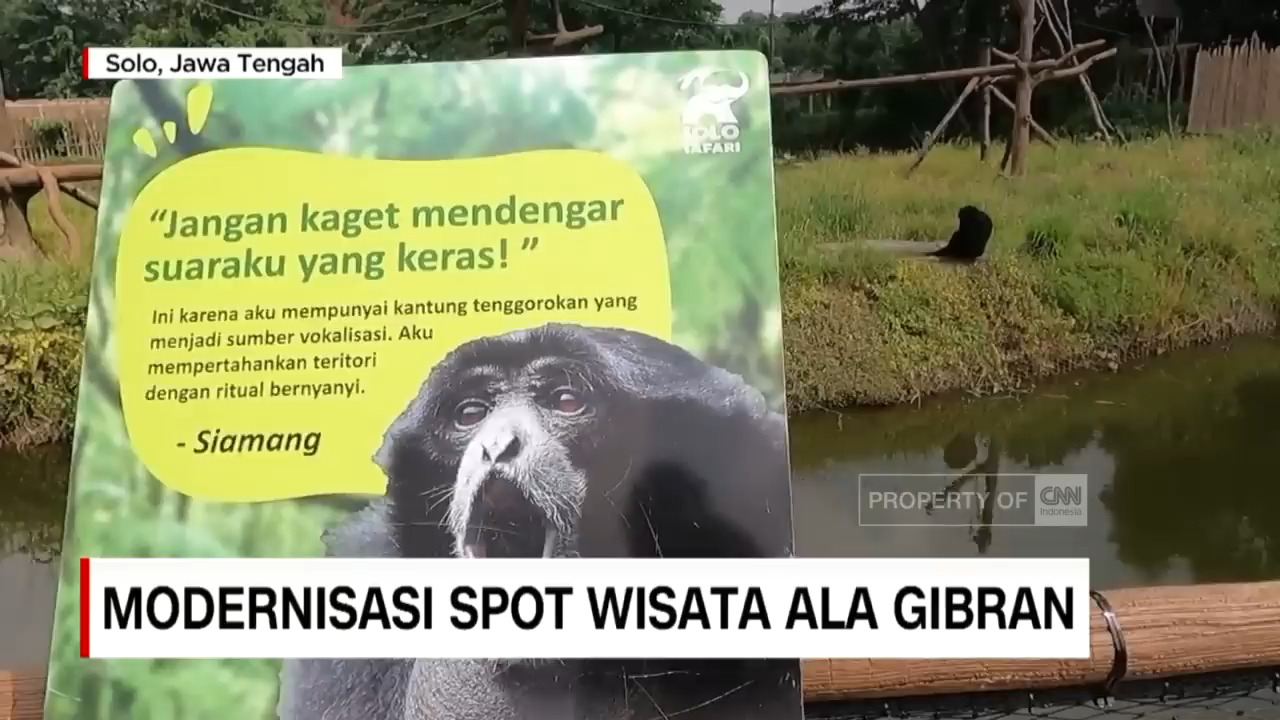 Solo, Jawa Tengah
SOLO
SAFARI
“Jangan kaget mendengar
suaraku yang keras! ”
Ini karena aku mempunyai kantung tenggorokan yang
menjadi sumber vokalisasi. Aku
mempertahankan teritori
dengan ritual bernyanyi.
- Siamang
PROPERTY OF CNN
Indonesia
MODERNISASI SPOT WISATA ALA GIBRAN